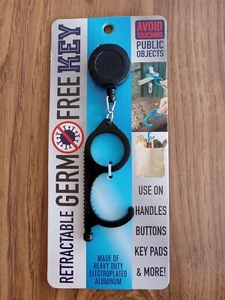 RETRACTABLE GERM FREE KEY
AVOID
TOUCHING
PUBLIC
OBJECTS
USE ON
HANDLES
BUTTONS
KEY PADS
& MORE!
MADE OF
HEAVY DUTY
ELECTROPLATED
ALUMINUM